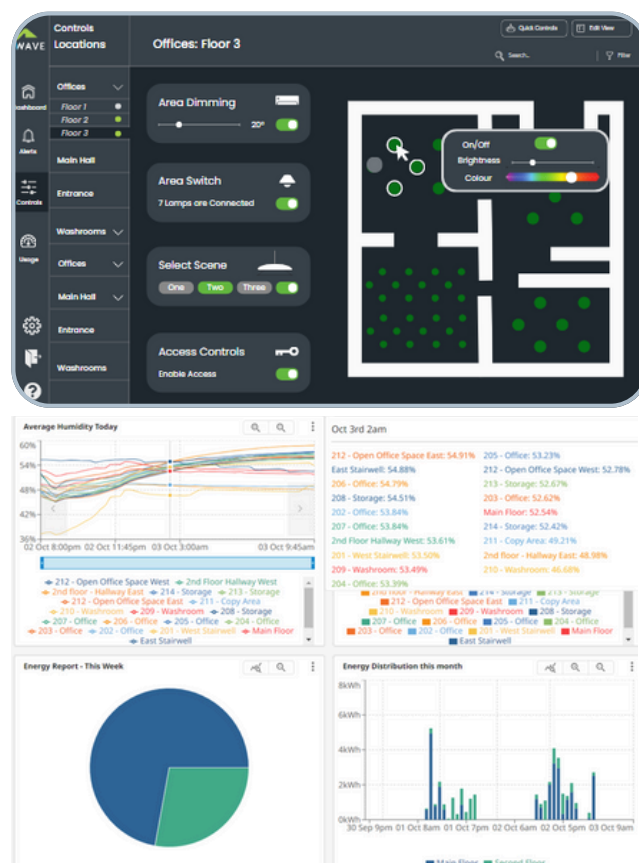 Controls
Locations
WAVE
Offices: Floor 3
Quick Controls
Edit View
Search..
Filter
Dashboard
Alerts
Controls
Usage
Offices
Floor 1
Floor 2
Floor 3
Main Hall
Entrance
Washrooms
Offices
Main Hall
Entrance
Washrooms
Area Dimming
20°
Area Switch
7 Lamps are Connected
Select Scene
One Two Three
Access Controls
Enable Access
On/Off
Brightness
Colour
Average Humidity Today
60%
54%
48%
42%
36%
02 Oct 8:00pm 02 Oct 11:45pm 03 Oct 3:00am 03 Oct 9:45am
212 - Open Office Space West 2nd Floor Hallway West
2nd floor - Hallway East 214 - Storage 213 - Storage
212 - Open Office Space East 211 - Copy Area
210 - Washroom 209 - Washroom 208 - Storage
207 - Office 206 - Office 205 - Office 204 - Office
203 - Office 202 - Office 201 - West Stairwell Main Floor
East Stairwell
Oct 3rd 2am
212 - Open Office Space East: 54.91% 205 - Office: 53.23%
East Stairwell: 54.88% 212 - Open Office Space West: 52.78%
206 - Office: 54.79% 213 - Storage: 52.67%
208 - Storage: 54.51% 203 - Office: 52.62%
202 - Office: 53.84% Main Floor: 52.54%
207 - Office: 53.84% 214 - Storage: 52.42%
2nd Floor Hallway West: 53.61% 211 - Copy Area: 49.21%
201 - West Stairwell: 53.50% 2nd floor - Hallway East: 48.98%
209 - Washroom: 53.49% 210 - Washroom: 46.68%
204 - Office: 53.39%
2nd floor - Hallway East 214 - Storage 213 - Storage
212 - Open Office Space East 211 - Copy Area
210 - Washroom 209 - Washroom 208 - Storage
207 - Office 206 - Office 205 - Office 204 - Office
203 - Office 202 - Office 201 - West Stairwell Main Floor
East Stairwell
Energy Report - This Week
Energy Distribution this month
8kWh
6kWh
4kWh
2kWh
0kWh
30 Sep 9pm 01 Oct 8am 01 Oct 7pm 02 Oct 6am 02 Oct 5pm 03 Oct 9am
Main Floors Second Floors